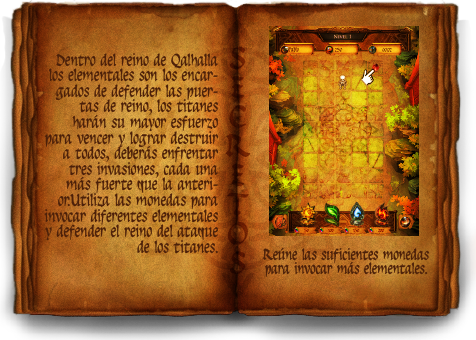 Dentro del reino de Qalhalla
los elementales son los encar-
gados de defender las puer-
tas de reino, los titanes
harán su mayor esfuerzo
para vencer y lograr destruir
a todos, deberás enfrentar
tres invasiones, cada una
más fuerte que la anteri-
or.Utiliza las monedas para
invocar diferentes elementales
y defender el reino del ataque
de los titanes.
NIVEL 1
Reúne las suficientes monedas
para invocar más elementales.